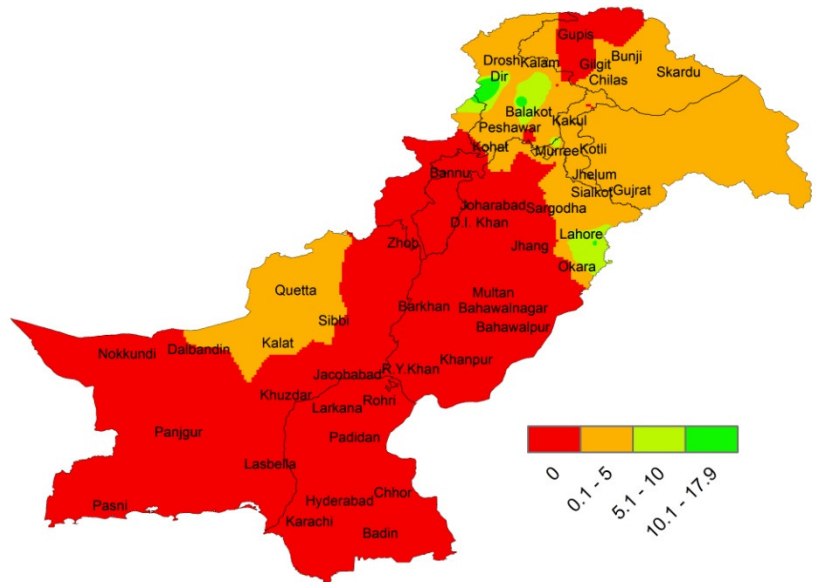 Gupis
Drosh
Kalam
Bunji
Gilgit
Skardu
Dir
Chilas
Balakot
Kakul
Peshawar
Kohat
Murree
Kotli
Bannu
Jhelum
Sialkot
Gujrat
Joharabad
Sargodha
D.I. Khan
Lahore
Zhob
Jhang
Okara
Quetta
Multan
Barkhan
Bahawalnagar
Sibbi
Bahawalpur
Kalat
Dalbandin
Nokkundi
Khanpur
R.Y.Khan
Jacobabad
Khuzdar
Rohri
Larkana
Panjgur
Padidan
Lasbella
Chhor
Hyderabad
Pasni
Karachi
Badin
0
0.1 - 5
5.1 - 10
10.1 - 17.9